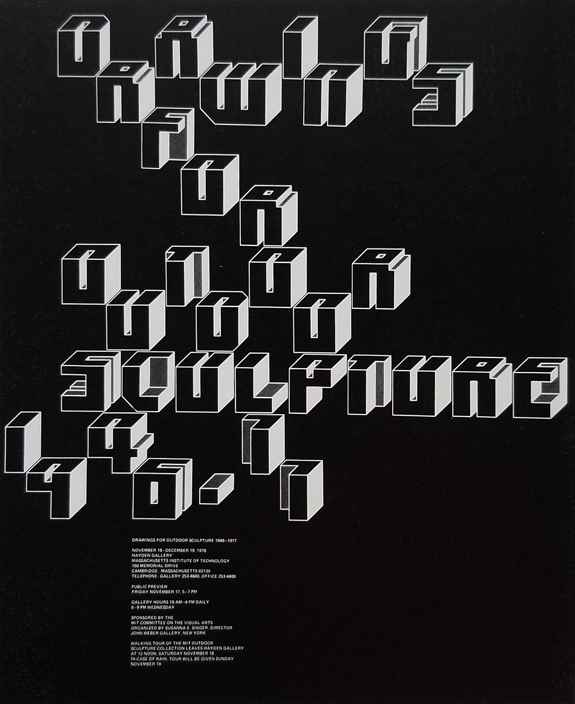 DRAWINGS
FOR
OUTDOOR
SCULPTURE
1946-77
DRAWINGS FOR OUTDOOR SCULPTURE 1946-1977
NOVEMBER 18-DECEMBER 19, 1978
HAYDEN GALLERY
MASSACHUSETTS INSTITUTE OF TECHNOLOGY
160 MEMORIAL DRIVE
CAMBRIDGE, MASSACHUSETTS 02139
TELEPHONE: GALLERY 253-4680, OFFICE 253-4400
PUBLIC PREVIEW
FRIDAY NOVEMBER 17, 5-7 PM
GALLERY HOURS 10 AM-4 PM DAILY
6-9 PM WEDNESDAY
SPONSORED BY THE
MIT COMMITTEE ON THE VISUAL ARTS
ORGANIZED BY SUSANNA E. SINGER, DIRECTOR
JOHN WEBER GALLERY, NEW YORK
WALKING TOUR OF THE MIT OUTDOOR
SCULPTURE COLLECTION LEAVES HAYDEN GALLERY
AT 12 NOON, SATURDAY NOVEMBER 18
IN CASE OF RAIN, TOUR WILL BE GIVEN SUNDAY
NOVEMBER 19